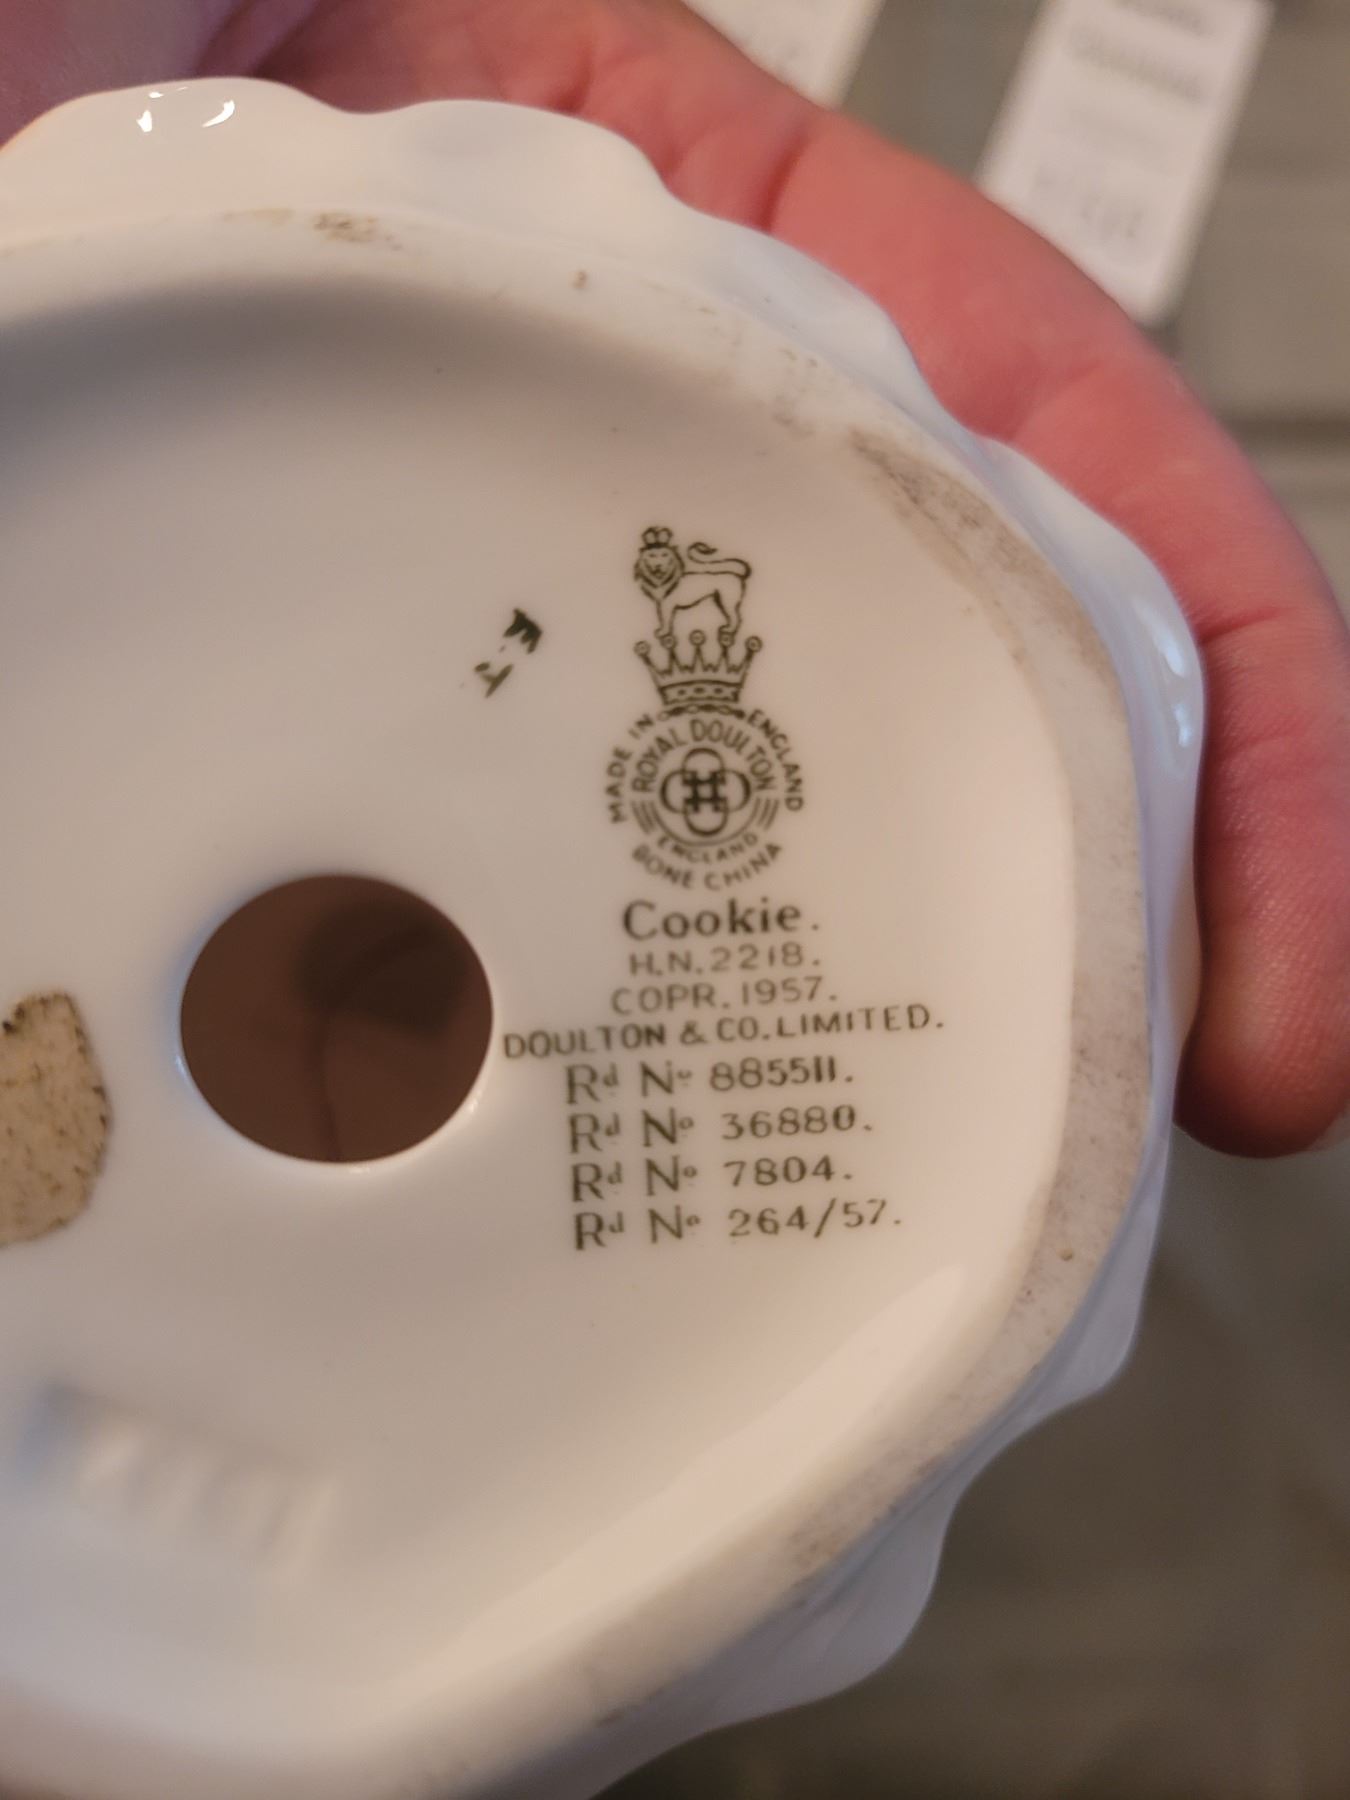 MADE IN ENGLAND
ROYAL DOULTON
ENGLAND
BONE CHINA
Cookie.
H.N.2218.
COPR.1957.
DOULTON & CO.LIMITED.
Rd No 885511.
Rd No 36880.
Rd No 7804.
Rd No 264/57.